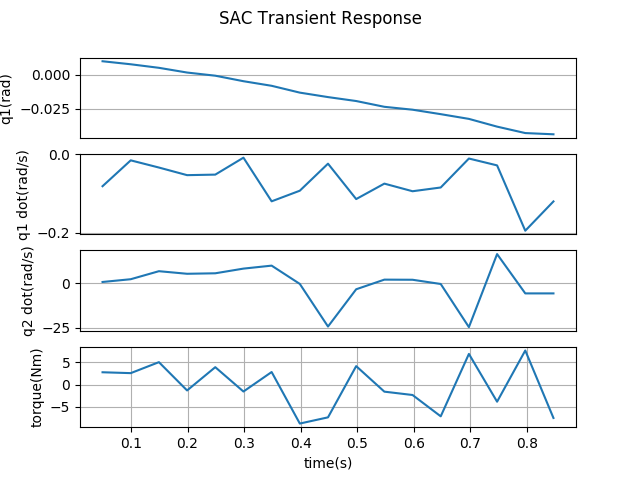 SAC Transient Response
0.000
−0.025
q1(rad)
0.0
−0.2
q1 dot(rad/s)
0
−25
q2 dot(rad/s)
5
0
−5
torque(Nm)
0.1 0.2 0.3 0.4 0.5 0.6 0.7 0.8
time(s)